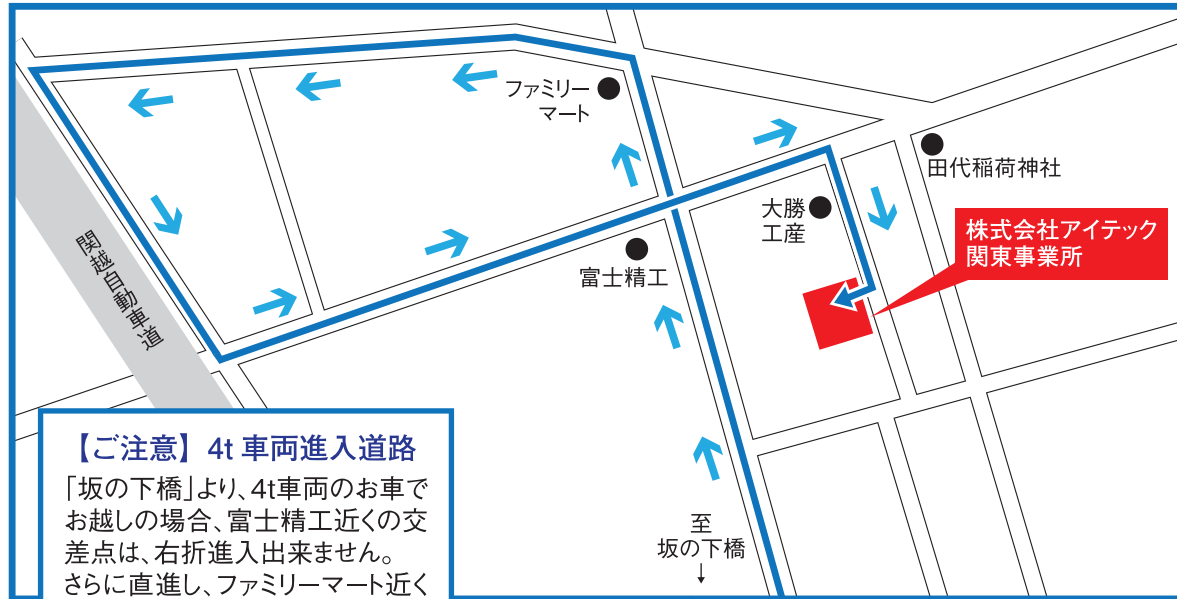 ファミリー
マート
田代稲荷神社
大勝
工産
株式会社アイテック
関東事業所
富士精工
関越自動車道
【ご注意】4t 車両進入道路
「坂の下橋」より、4t車両のお車で
お越しの場合、富士精工近くの交
差点は、右折進入出来ません。
さらに直進し、ファミリーマート近く
至
坂の下橋
↓